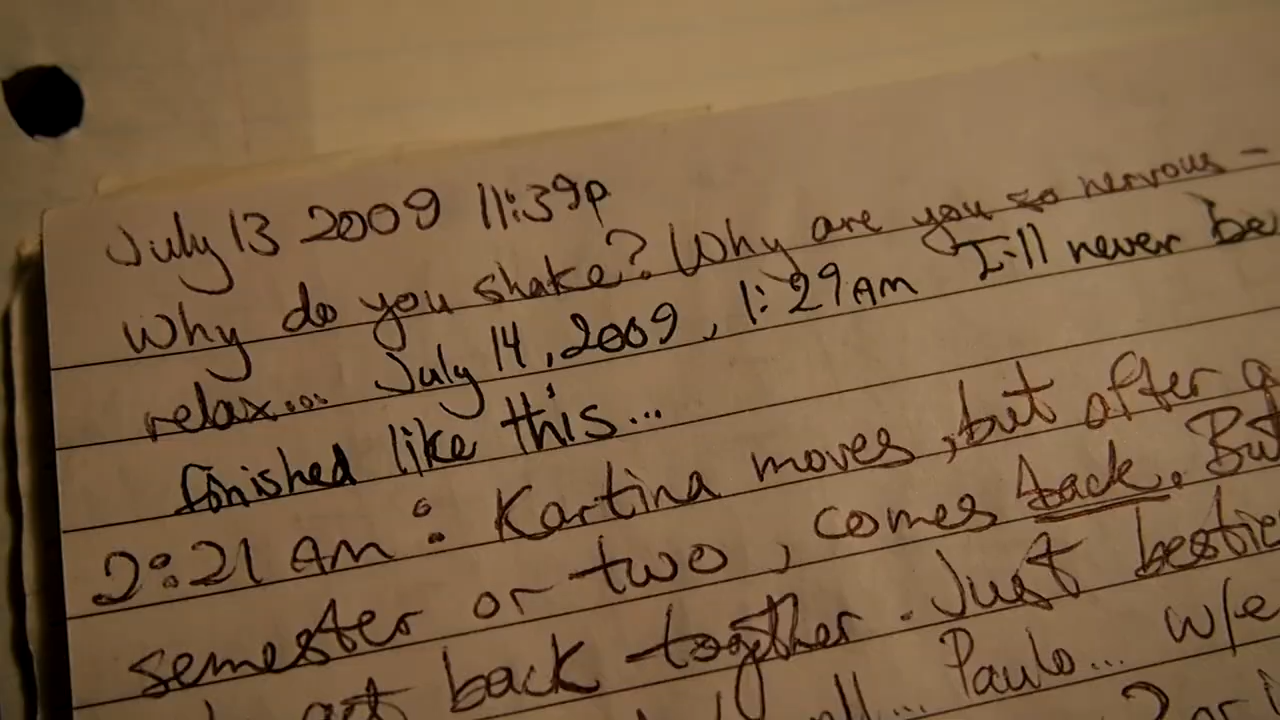 July 13 2009 11:39p
Why do you shake? Why are you so nervous -
relax... July 14, 2009, 1:29AM I'll never be
finished like this...
2:21 AM: Kartina moves, but after a
semester or two, comes back. But
get back together. Just bestie
Paulo... w/e